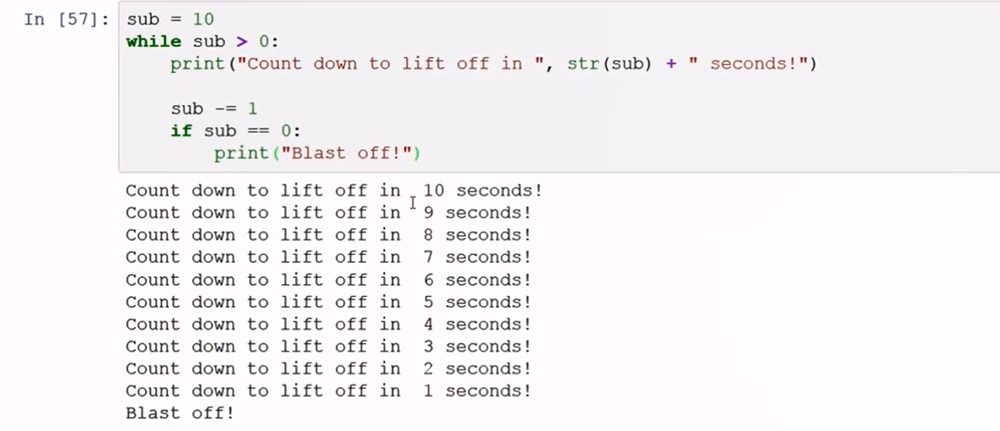 In [57]: sub = 10
while sub > 0:
    print("Count down to lift off in ", str(sub) + " seconds!")

    sub -= 1
    if sub == 0:
        print("Blast off!")
Count down to lift off in  10 seconds!
Count down to lift off in  9 seconds!
Count down to lift off in  8 seconds!
Count down to lift off in  7 seconds!
Count down to lift off in  6 seconds!
Count down to lift off in  5 seconds!
Count down to lift off in  4 seconds!
Count down to lift off in  3 seconds!
Count down to lift off in  2 seconds!
Count down to lift off in  1 seconds!
Blast off!